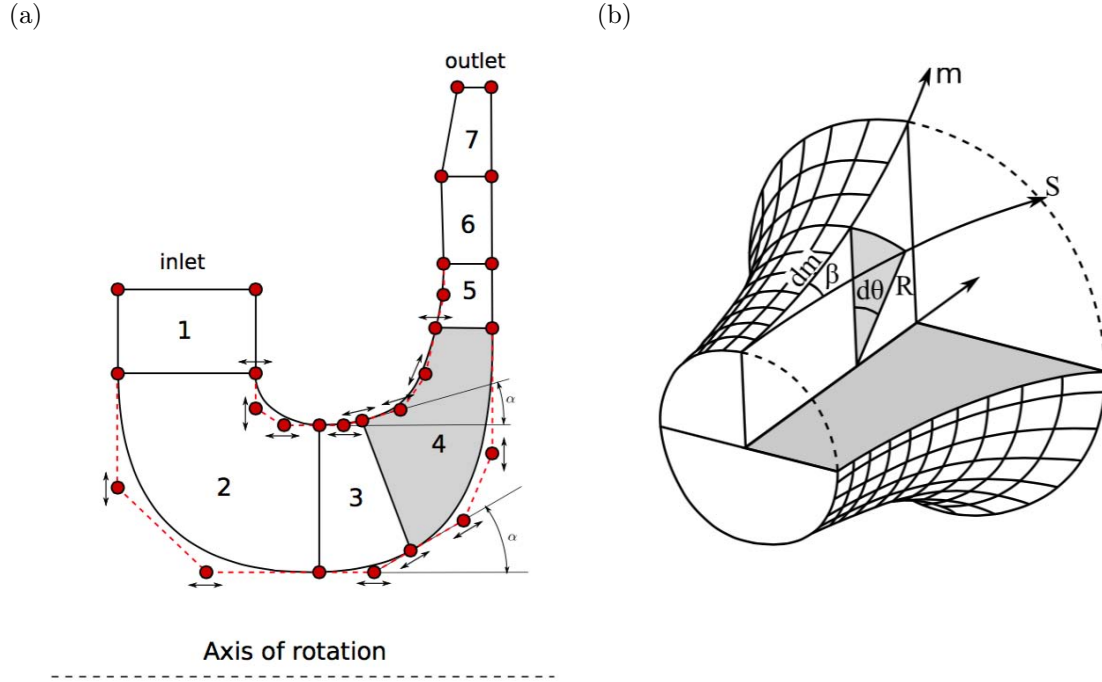 (a)
outlet
7
6
inlet
5
1
α
4
2
3
α
Axis of rotation
(b)
m
S
dm
β
dθ
R